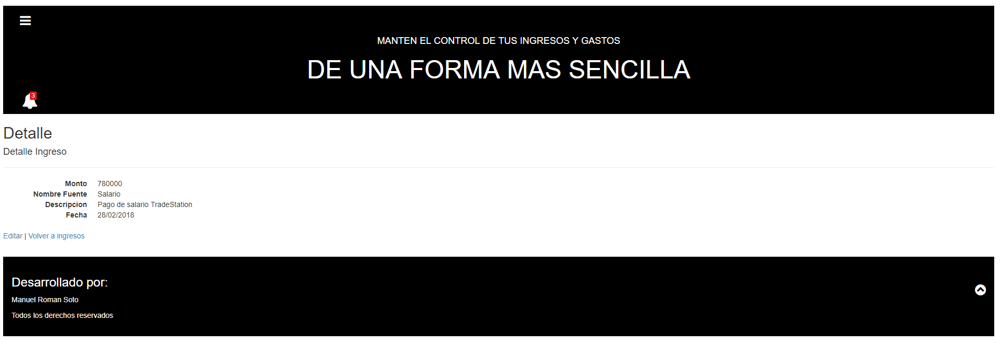 MANTEN EL CONTROL DE TUS INGRESOS Y GASTOS
DE UNA FORMA MAS SENCILLA
3
Detalle
Detalle Ingreso
Monto 780000
Nombre Fuente Salario
Descripcion Pago de salario TradeStation
Fecha 28/02/2018
Editar | Volver a ingresos
Desarrollado por:
Manuel Roman Soto
Todos los derechos reservados